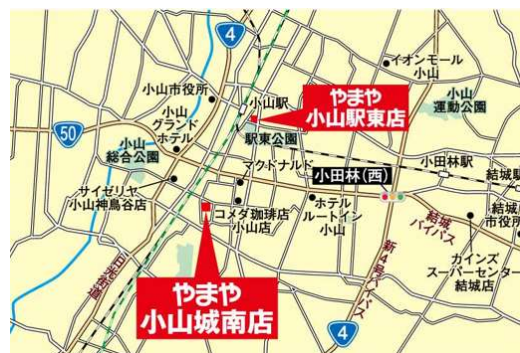 4
イオンモール
小山
小山市役所
小山駅
やまや
小山駅東店
小山
運動公園
50
小山
グランド
ホテル
小山
総合公園
駅東公園
マクドナルド
小田林(西)
小田林駅
結城駅
サイゼリヤ
小山神鳥谷店
コメダ珈琲店
小山店
ホテル
ルートイン
小山
結城
バイパス
結城
市役所
カインズ
スーパーセンター
結城店
日光街道
新4号バイパス
やまや
小山城南店
4